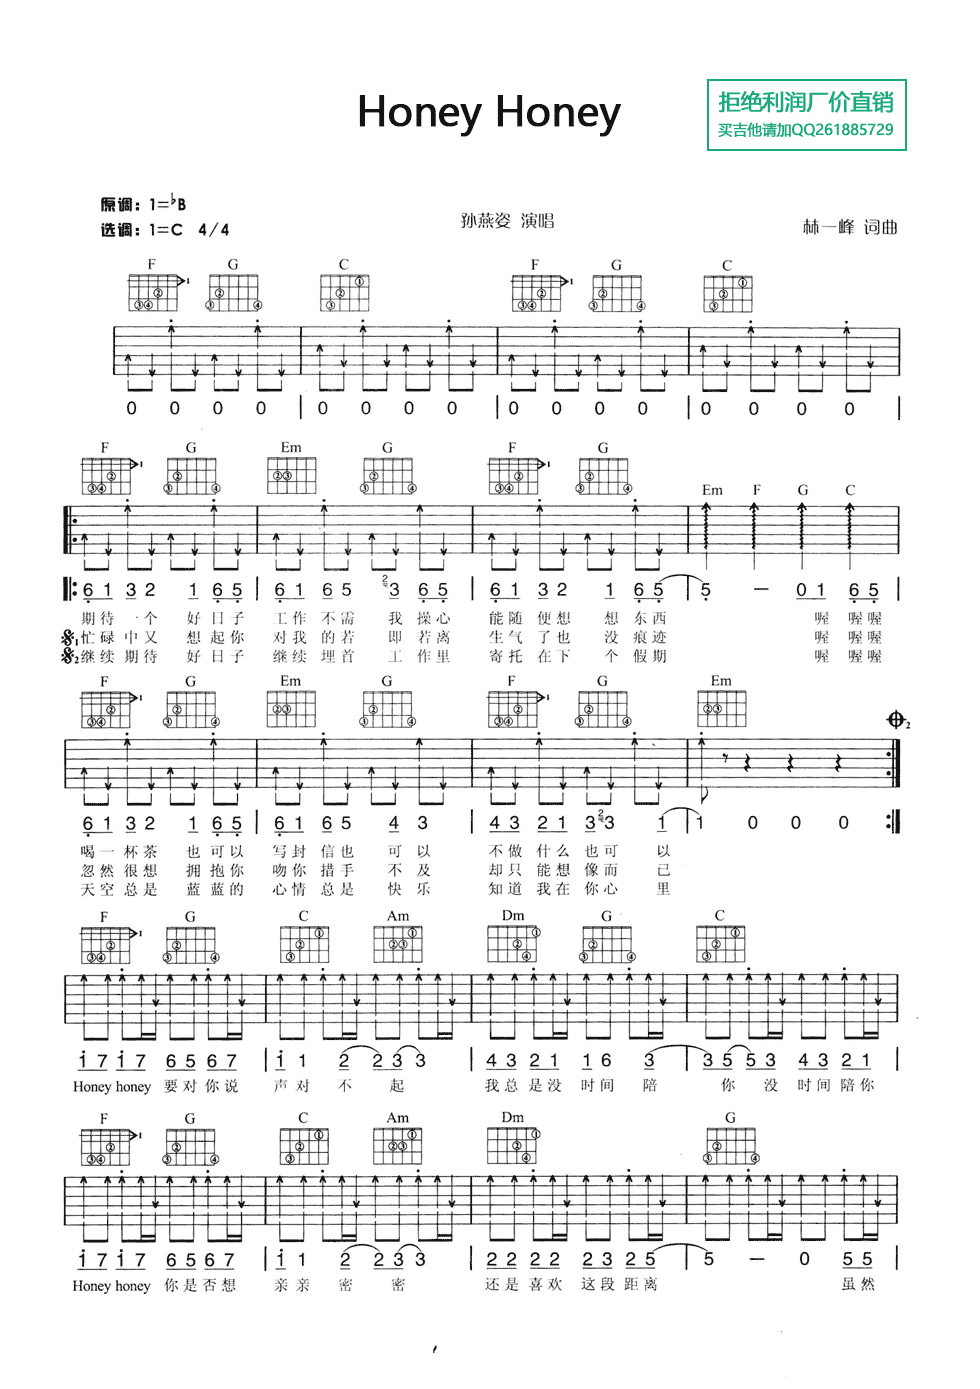 Honey Honey
拒绝利润厂价直销
买吉他请加QQ261885729
原调：1=♭B
选调：1=C 4/4
孙燕姿 演唱
林一峰 词曲
F G C F G C
0 0 0 0 | 0 0 0 0 | 0 0 0 0 | 0 0 0 0 |
F G Em G F G Em F G C
6 1 3 2 1 6 5 | 6 1 6 5 3 6 5 | 6 1 3 2 1 6 5 | 5 — 0 1 6 5 |
期待一个 好日子 工作不需 我操心 能随便想 想东西 喔 喔喔
忙碌中又 想起你 对我的若 即若离 生气了也 没痕迹 喔 喔喔
继续期待 好日子 继续埋首 工作里 寄托在下 个假期 喔 喔喔
F G Em G F G Em
6 1 3 2 1 6 5 | 6 1 6 5 4 3 | 4 3 2 1 3 3 1 | 1 0 0 0
喝一杯茶 也可以 写封信也 可以 不做什么也可 以
忽然很想 拥抱你 吻你措手 不及 却只能想像而 已
天空总是 蓝蓝的 心情总是 快乐 知道我在你心 里
F G C Am Dm G C
1 7 1 7 6 5 6 7 | 1 1 2 2 3 3 | 4 3 2 1 1 6 3 | 3 5 5 3 4 3 2 1 |
Honey honey 要对你说 声对 不 起 我总是没 时间 陪 你 没 时间陪你
F G C Am Dm G
1 7 1 7 6 5 6 7 | 1 1 2 2 3 3 | 2 2 2 2 2 3 2 5 | 5 — 0 5 5 |
Honey honey 你是否想 亲亲 密 密 还是喜欢 这段距离 虽然